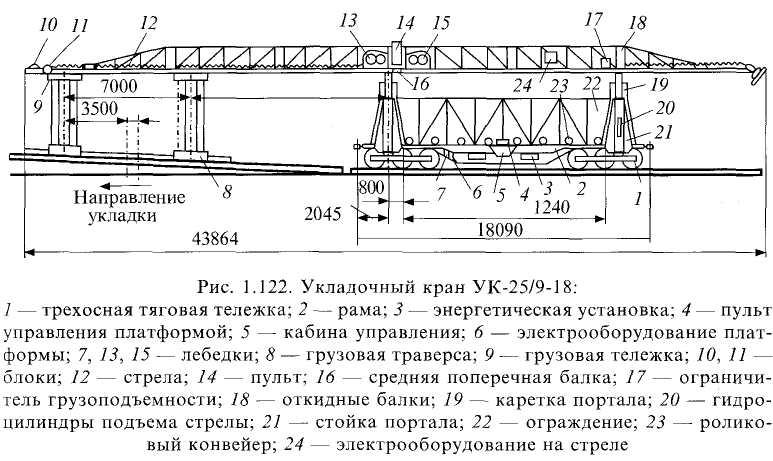 10 11 12 13 14 15 17 18
16 24 23 22 19
20
21
9
7000
3500
8
Направление
укладки
800
2045
7 6 5 4 3 2 1
1240
18090
43864
Рис. 1.122. Укладочный кран УК-25/9-18:
1 — трехосная тяговая тележка; 2 — рама; 3 — энергетическая установка; 4 — пульт
управления платформой; 5 — кабина управления; 6 — электрооборудование плат-
формы; 7, 13, 15 — лебедки; 8 — грузовая траверса; 9 — грузовая тележка; 10, 11 —
блоки; 12 — стрела; 14 — пульт; 16 — средняя поперечная балка; 17 — ограничи-
тель грузоподъемности; 18 — откидные балки; 19 — каретка портала; 20 — гидро-
цилиндры подъема стрелы; 21 — стойка портала; 22 — ограждение; 23 — ролико-
вый конвейер; 24 — электрооборудование на стреле